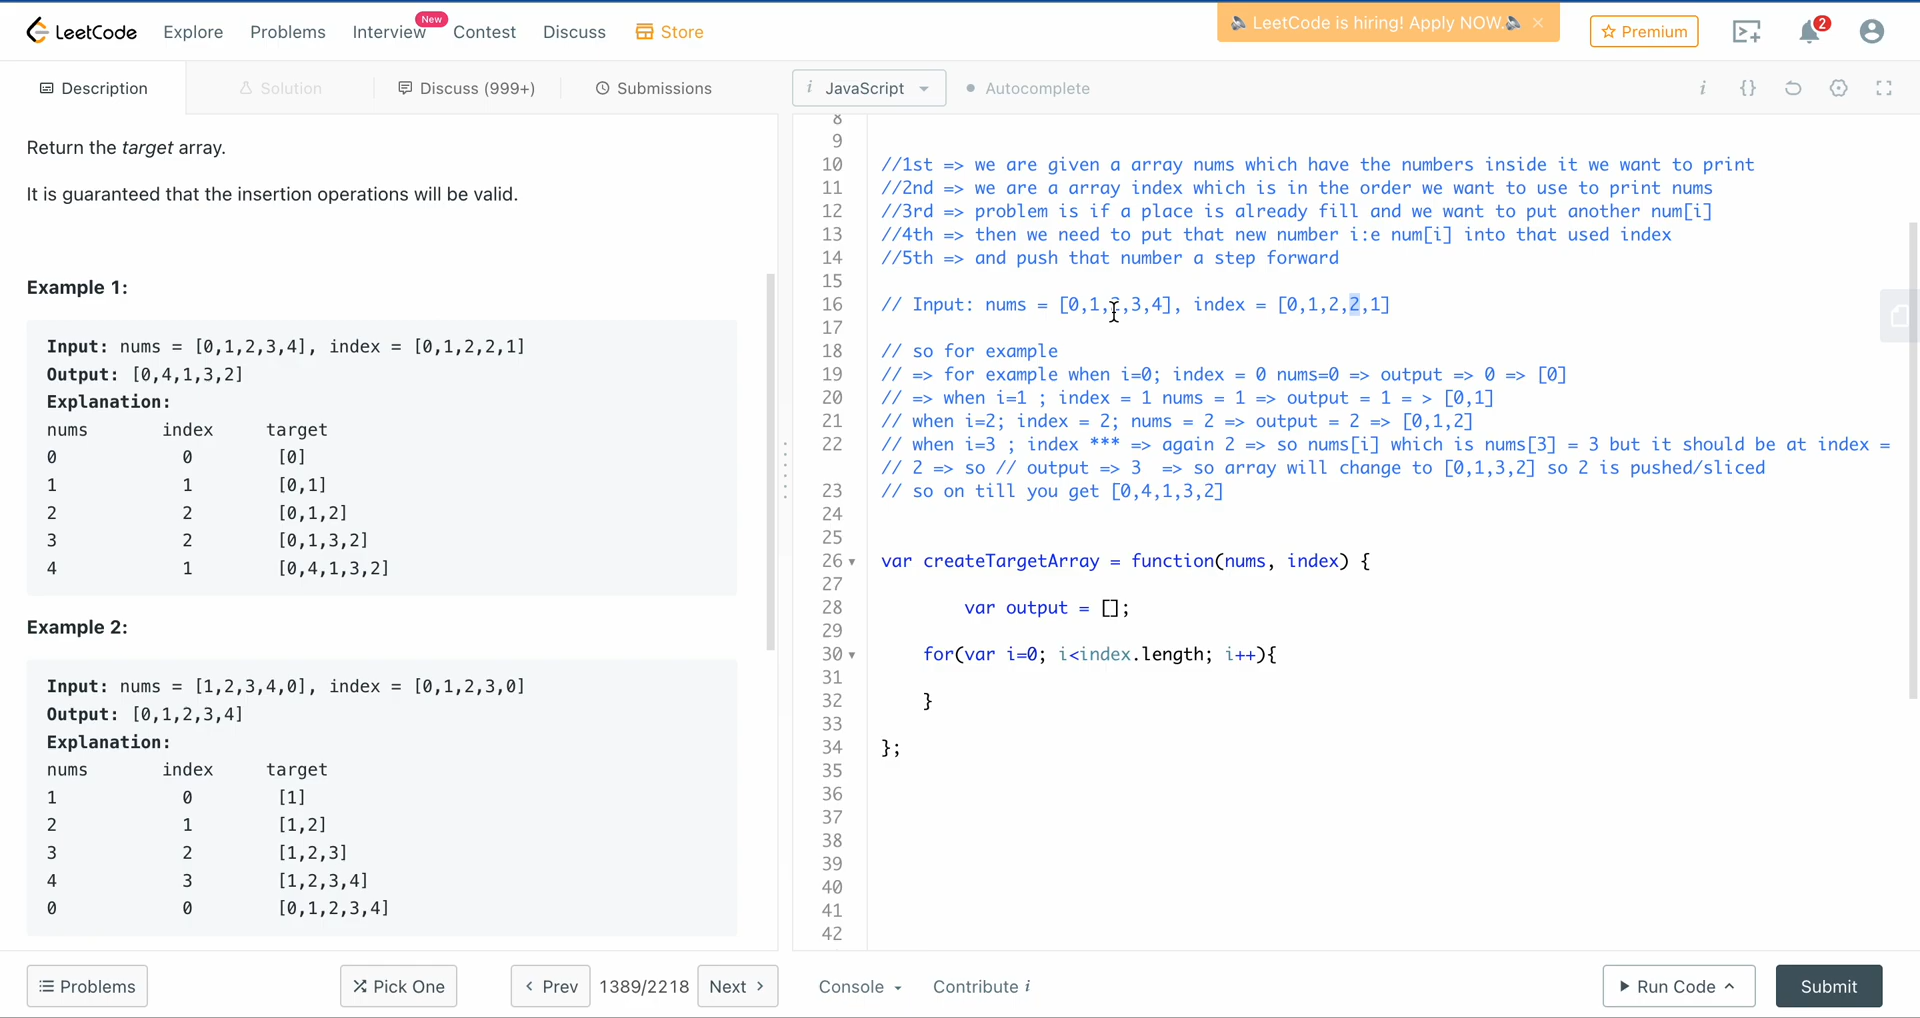 LeetCode Explore Problems Interview New Contest Discuss Store
🔈 LeetCode is hiring! Apply NOW.🔈 ×
Premium 2
Description Solution Discuss (999+) Submissions
i JavaScript Autocomplete i {}
Return the target array.
It is guaranteed that the insertion operations will be valid.
Example 1:
Input: nums = [0,1,2,3,4], index = [0,1,2,2,1]
Output: [0,4,1,3,2]
Explanation:
nums index target
0 0 [0]
1 1 [0,1]
2 2 [0,1,2]
3 2 [0,1,3,2]
4 1 [0,4,1,3,2]
Example 2:
Input: nums = [1,2,3,4,0], index = [0,1,2,3,0]
Output: [0,1,2,3,4]
Explanation:
nums index target
1 0 [1]
2 1 [1,2]
3 2 [1,2,3]
4 3 [1,2,3,4]
0 0 [0,1,2,3,4]
8
9
10 //1st => we are given a array nums which have the numbers inside it we want to print
11 //2nd => we are a array index which is in the order we want to use to print nums
12 //3rd => problem is if a place is already fill and we want to put another num[i]
13 //4th => then we need to put that new number i:e num[i] into that used index
14 //5th => and push that number a step forward
15
16 // Input: nums = [0,1,2,3,4], index = [0,1,2,2,1]
17
18 // so for example
19 // => for example when i=0; index = 0 nums=0 => output => 0 => [0]
20 // => when i=1 ; index = 1 nums = 1 => output = 1 = > [0,1]
21 // when i=2; index = 2; nums = 2 => output = 2 => [0,1,2]
22 // when i=3 ; index *** => again 2 => so nums[i] which is nums[3] = 3 but it should be at index =
// 2 => so // output => 3  => so array will change to [0,1,3,2] so 2 is pushed/sliced
23 // so on till you get [0,4,1,3,2]
24
25
26 var createTargetArray = function(nums, index) {
27
28 var output = [];
29
30 for(var i=0; i<index.length; i++){
31
32 }
33
34 };
35
36
37
38
39
40
41
42
Problems Pick One < Prev 1389/2218 Next >
Console Contribute i Run Code Submit